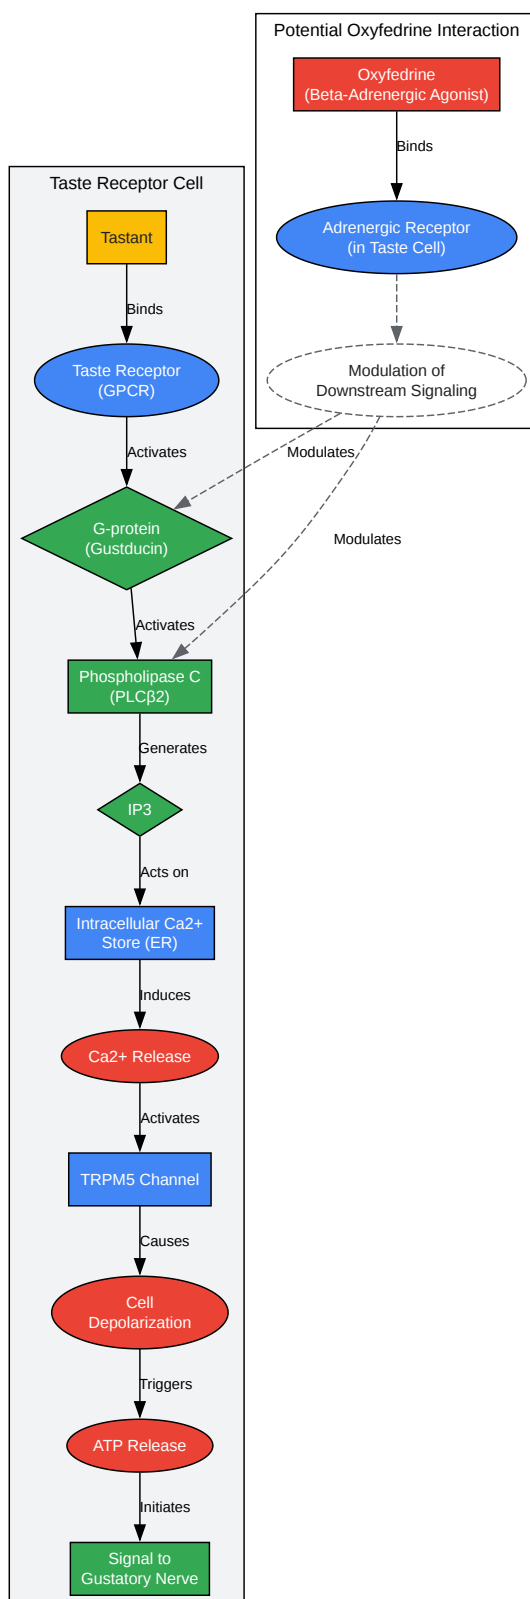 Potential Oxyfedrine Interaction
Oxyfedrine
(Beta-Adrenergic Agonist)
Binds
Adrenergic Receptor
(in Taste Cell)
Modulation of
Downstream Signaling
Modulates
Modulates
Taste Receptor Cell
Tastant
Binds
Taste Receptor
(GPCR)
Activates
G-protein
(Gustducin)
Activates
Phospholipase C
(PLCβ2)
Generates
IP3
Acts on
Intracellular Ca2+
Store (ER)
Induces
Ca2+ Release
Activates
TRPM5 Channel
Causes
Cell
Depolarization
Triggers
ATP Release
Initiates
Signal to
Gustatory Nerve